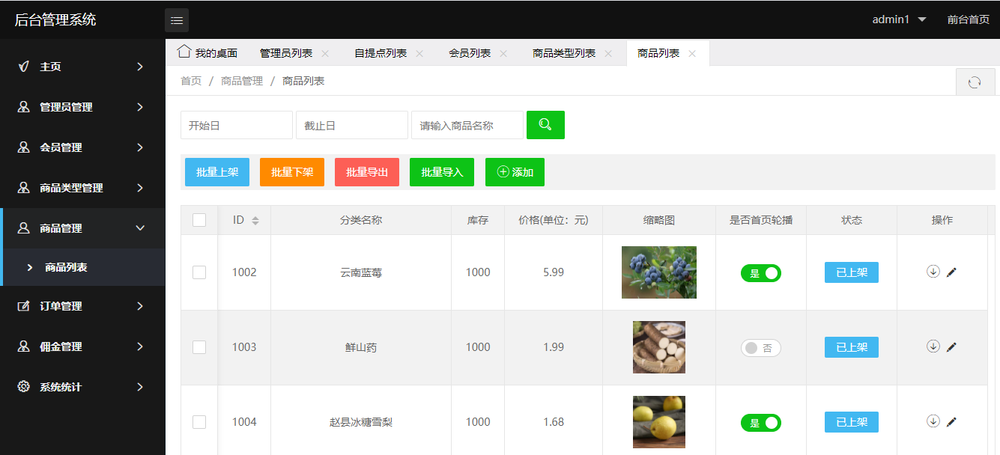 后台管理系统
admin1 前台首页
我的桌面 管理员列表 自提点列表 会员列表 商品类型列表 商品列表
首页 / 商品管理 / 商品列表
主页
管理员管理
会员管理
商品类型管理
商品管理
商品列表
订单管理
佣金管理
系统统计
开始日 截止日 请输入商品名称
批量上架 批量下架 批量导出 批量导入 添加
ID 分类名称 库存 价格(单位：元) 缩略图 是否首页轮播 状态 操作
1002 云南蓝莓 1000 5.99 是 已上架
1003 鲜山药 1000 1.99 否 已上架
1004 赵县冰糖雪梨 1000 1.68 是 已上架